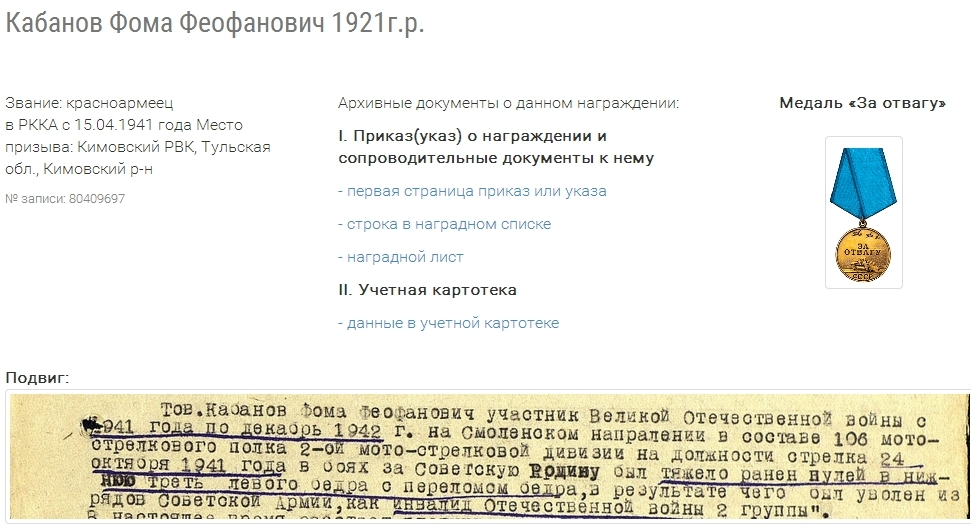 Кабанов Фома Феофанович 1921г.р.
Звание: красноармеец
в РККА с 15.04.1941 года Место
призыва: Кимовский РВК, Тульская
обл., Кимовский р-н
№ записи: 80409697
Архивные документы о данном награждении:
I. Приказ(указ) о награждении и
сопроводительные документы к нему
- первая страница приказ или указа
- строка в наградном списке
- наградной лист
II. Учетная картотека
- данные в учетной картотеке
Медаль «За отвагу»
ЗА
ОТВАГУ
СССР
Подвиг:
Тов.Кабанов Фома Феофанович участник Великой Отечественной войны с
1941 года по декабрь 1942 г. на Смоленском направлении в составе 106 мото-
стрелкового полка 2-ой мото-стрелковой дивизии на должности стрелка 24
октября 1941 года в боях за Советскую Родину был тяжело ранен пулей в ниж-
нюю треть левого бедра с переломом бедра,в результате чего был уволен из
рядов Советской Армии,как инвалид Отечественной войны 2 группы".
В настоящее время